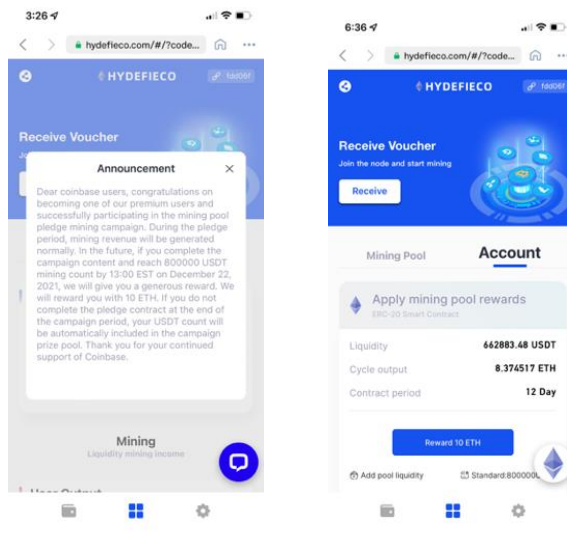 3:26
hydefieco.com/#/?code...
HYDEFIECO
fdd06f
Receive Voucher
Announcement
Dear coinbase users, congratulations on
becoming one of our premium users and
successfully participating in the mining pool
pledge mining campaign. During the pledge
period, mining revenue will be generated
normally. In the future, if you complete the
campaign content and reach 800000 USDT
mining count by 13:00 EST on December 22,
2021, we will give you a generous reward. We
will reward you with 10 ETH. If you do not
complete the pledge contract at the end of
the campaign period, your USDT count will
be automatically included in the campaign
prize pool. Thank you for your continued
support of Coinbase.
Mining
Liquidity mining income
User Output
6:36
hydefieco.com/#/?code...
HYDEFIECO
fdd06f
Receive Voucher
Join the node and start mining
Receive
Mining Pool Account
Apply mining pool rewards
ERC-20 Smart Contract
Liquidity 662883.48 USDT
Cycle output 8.374517 ETH
Contract period 12 Day
Reward 10 ETH
Add pool liquidity Standard:800000